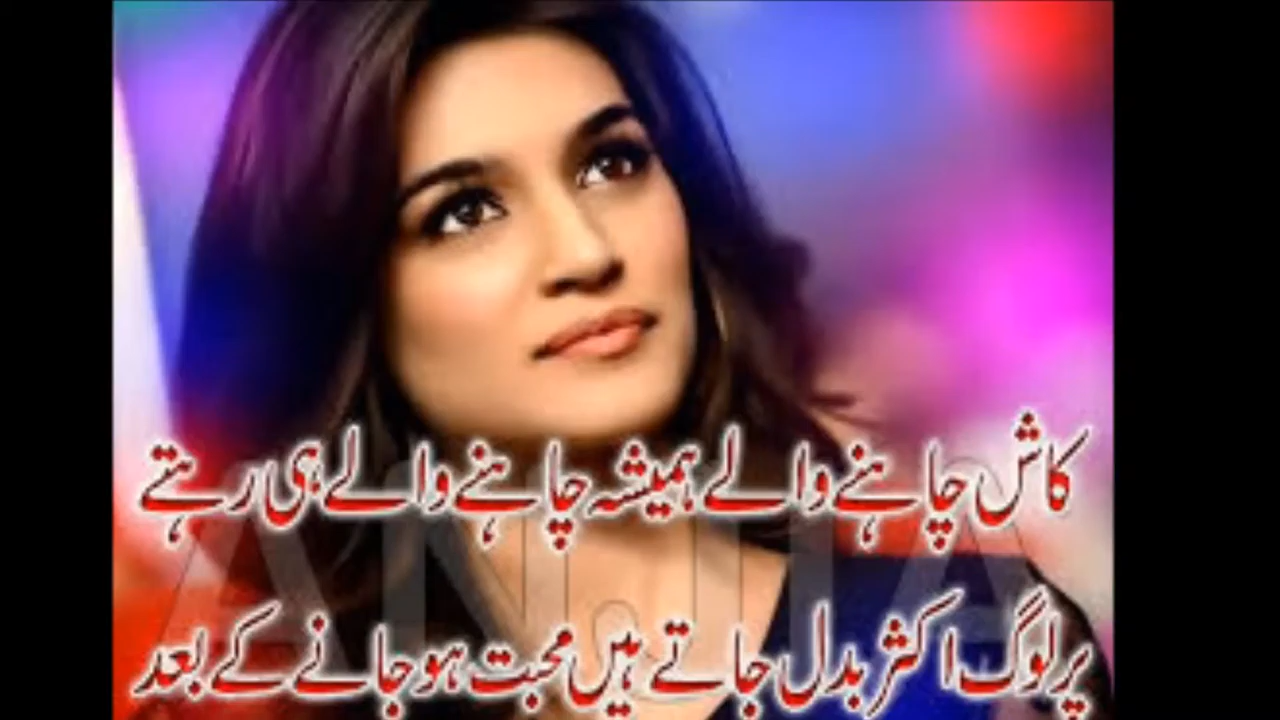 کاش چاہنے والے ہمیشہ چاہنے والے ہی رہتے
پر لوگ اکثر بدل جاتے ہیں محبت ہو جانے کے بعد